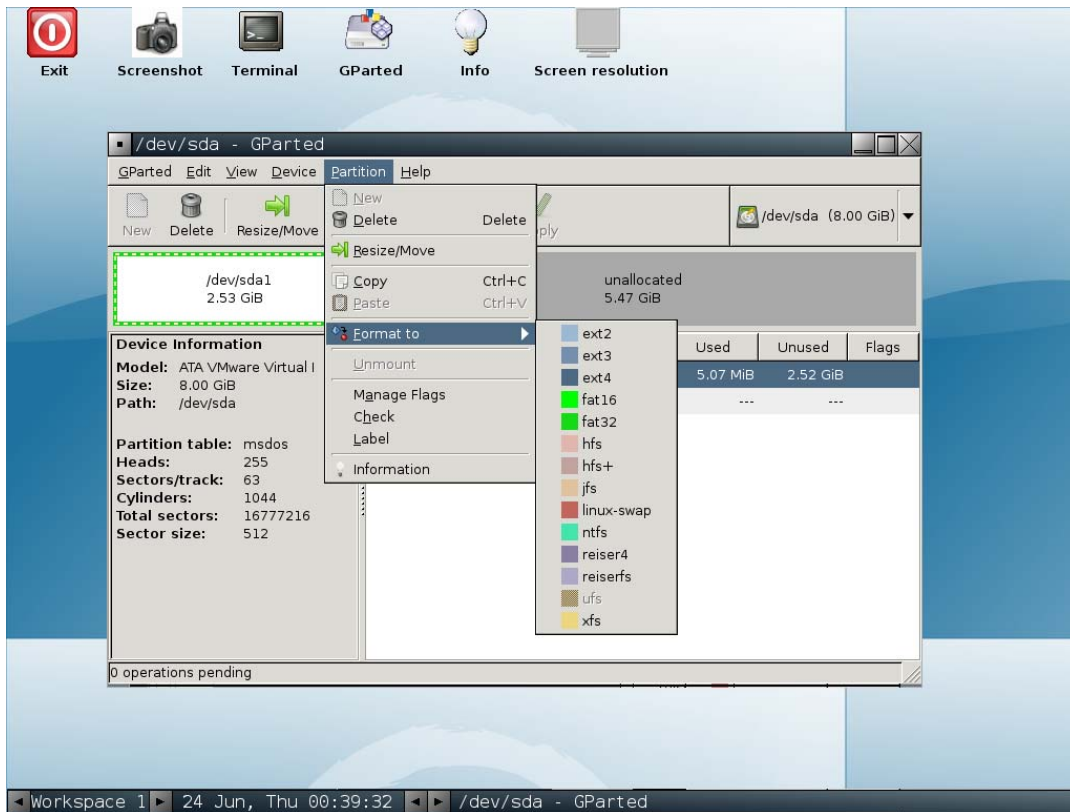 Exit
Screenshot
Terminal
GParted
Info
Screen resolution
/dev/sda - GParted
GParted Edit View Device Partition Help
New
Delete
Resize/Move
/dev/sda (8.00 GiB)
New
Delete Delete
Resize/Move
Copy Ctrl+C
Paste Ctrl+V
Format to
Unmount
Manage Flags
Check
Label
Information
ext2
ext3
ext4
fat16
fat32
hfs
hfs+
jfs
linux-swap
ntfs
reiser4
reiserfs
ufs
xfs
/dev/sda1
2.53 GiB
unallocated
5.47 GiB
Device Information
Model: ATA VMware Virtual I
Size: 8.00 GiB
Path: /dev/sda
Partition table: msdos
Heads: 255
Sectors/track: 63
Cylinders: 1044
Total sectors: 16777216
Sector size: 512
Used Unused Flags
5.07 MiB 2.52 GiB
--- ---
0 operations pending
Workspace 1 24 Jun, Thu 00:39:32 /dev/sda - GParted